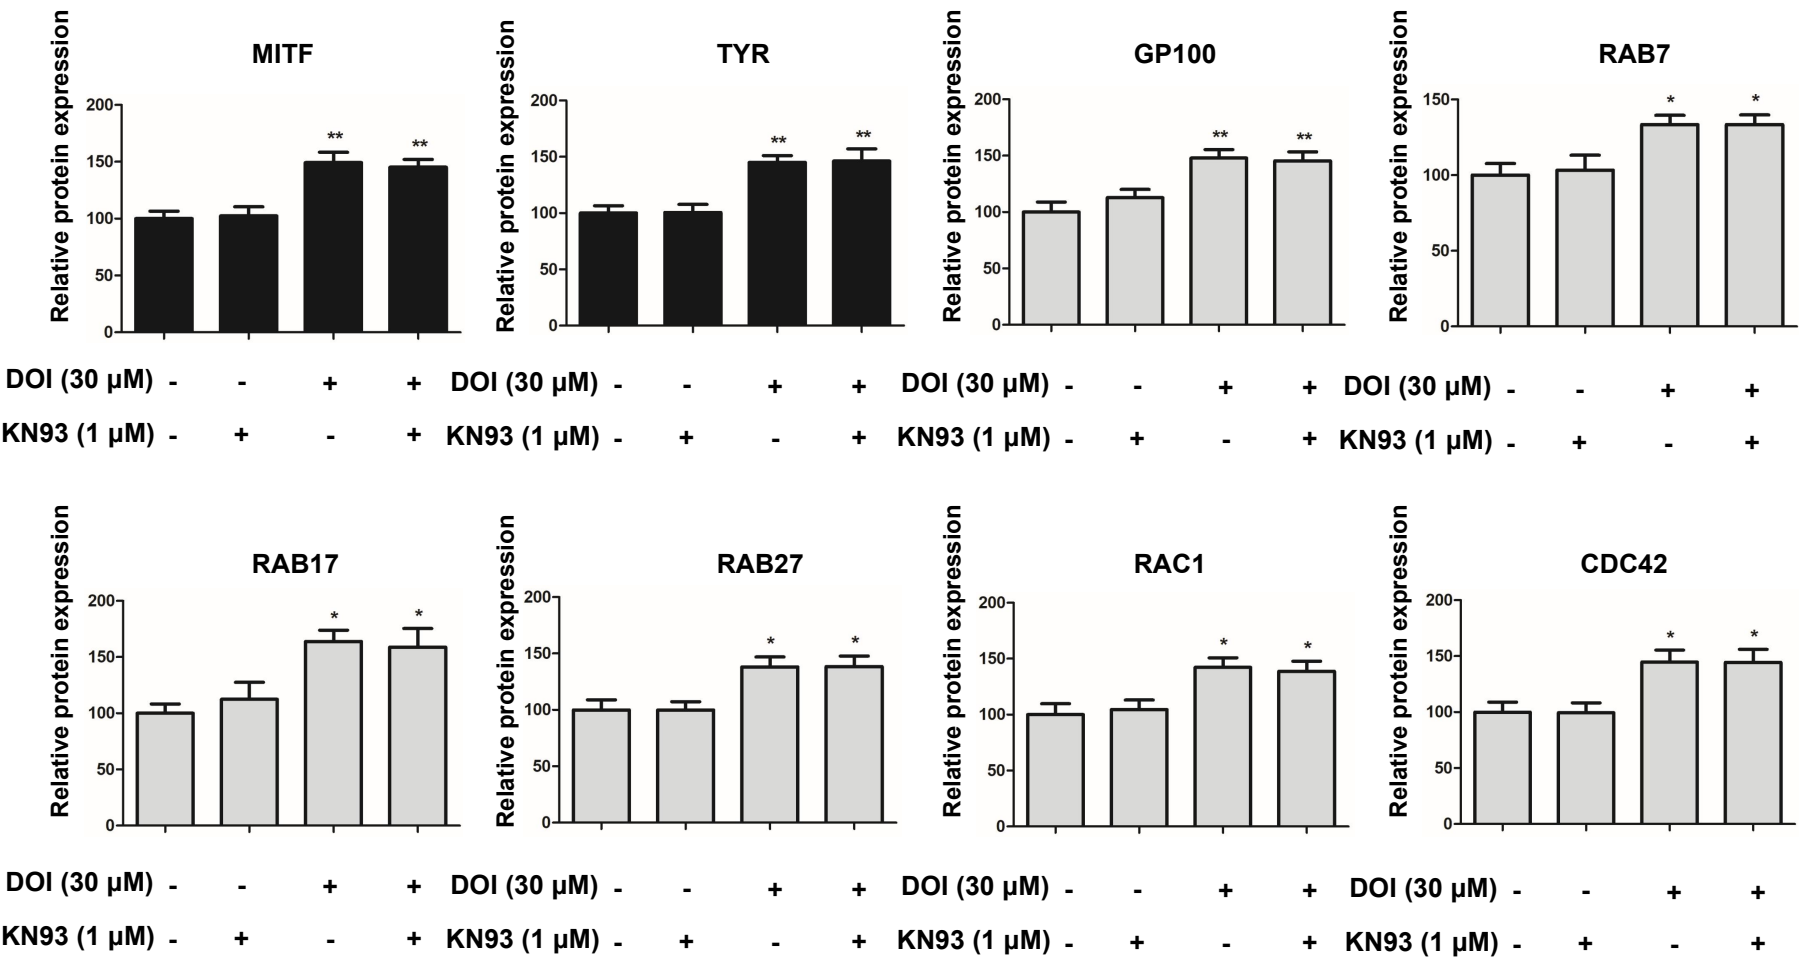 MITF
Relative protein expression
200
150
100
50
0
** **
DOI (30 µM) - - + +
KN93 (1 µM) - + - +
TYR
Relative protein expression
200
150
100
50
0
** **
DOI (30 µM) - - + +
KN93 (1 µM) - + - +
GP100
Relative protein expression
200
150
100
50
0
** **
DOI (30 µM) - - + +
KN93 (1 µM) - + - +
RAB7
Relative protein expression
150
100
50
0
* *
DOI (30 µM) - - + +
KN93 (1 µM) - + - +
RAB17
Relative protein expression
200
150
100
50
0
* *
DOI (30 µM) - - + +
KN93 (1 µM) - + - +
RAB27
Relative protein expression
200
150
100
50
0
* *
DOI (30 µM) - - + +
KN93 (1 µM) - + - +
RAC1
Relative protein expression
200
150
100
50
0
* *
DOI (30 µM) - - + +
KN93 (1 µM) - + - +
CDC42
Relative protein expression
200
150
100
50
0
* *
DOI (30 µM) - - + +
KN93 (1 µM) - + - +